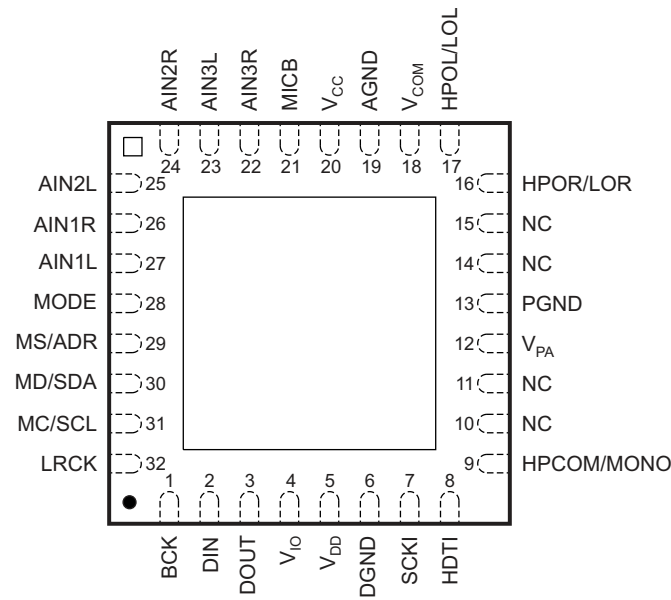 AIN2R
AIN3L
AIN3R
MICB
VCC
AGND
VCOM
HPOL/LOL
24 23 22 21 20 19 18 17
AIN2L 25 16 HPOR/LOR
AIN1R 26 15 NC
AIN1L 27 14 NC
MODE 28 13 PGND
MS/ADR 29 12 VPA
MD/SDA 30 11 NC
MC/SCL 31 10 NC
LRCK 32 9 HPCOM/MONO
1 2 3 4 5 6 7 8
BCK
DIN
DOUT
VIO
VDD
DGND
SCKI
HDTI